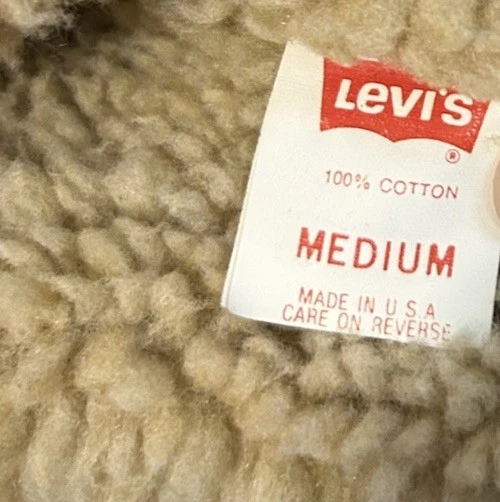 Levi's
®
100% COTTON
MEDIUM
MADE IN U.S.A
CARE ON REVERSE